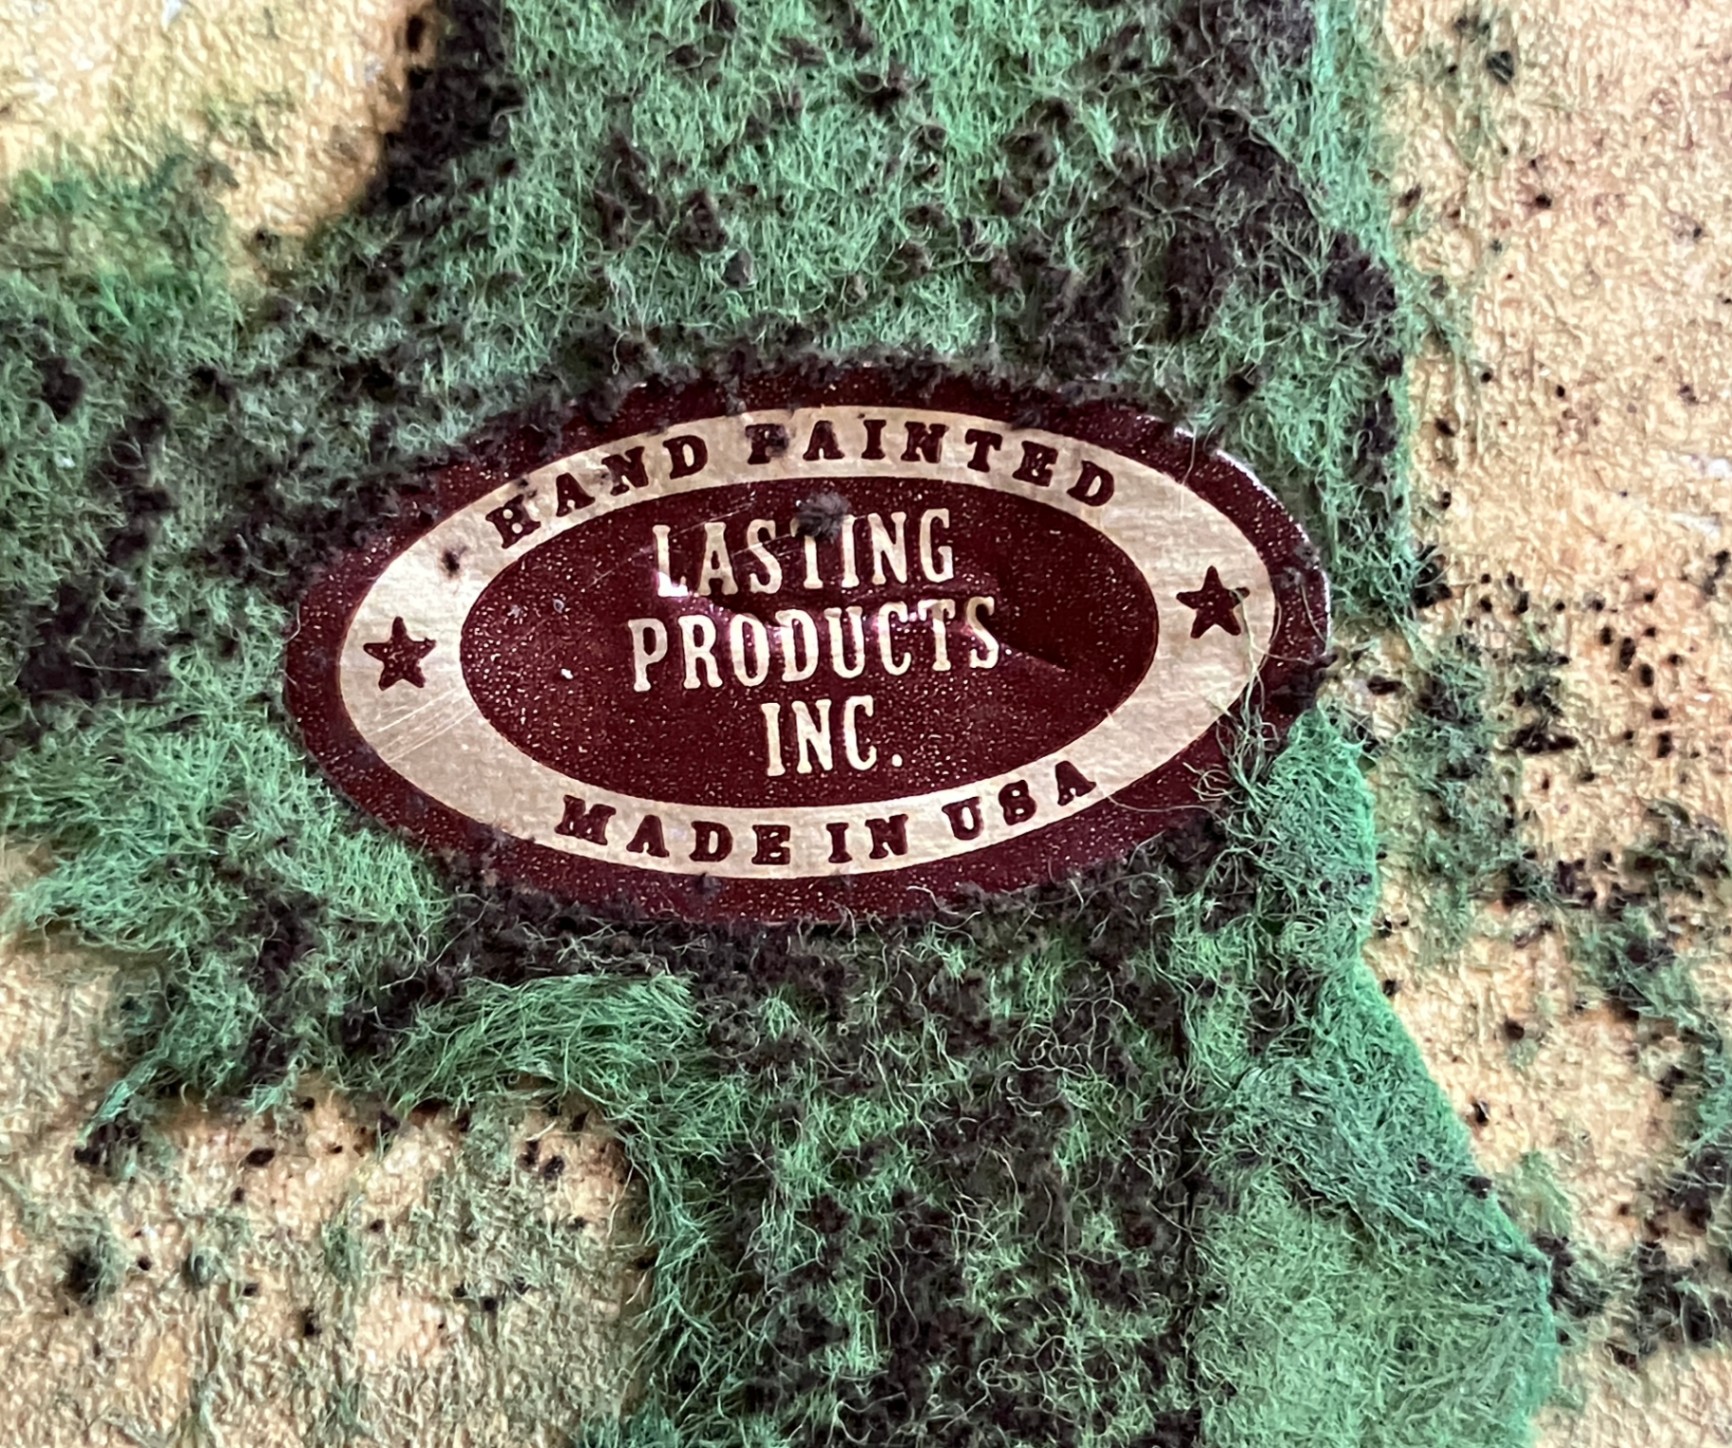 HAND PAINTED
LASTING
PRODUCTS
INC.
MADE IN USA